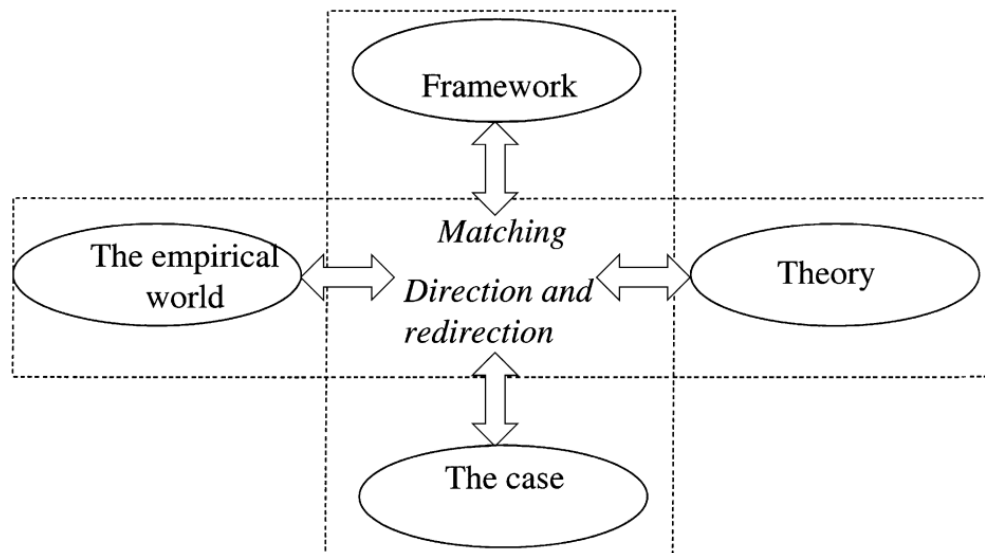 Framework
Matching
The empirical
world
Direction and
redirection
Theory
The case